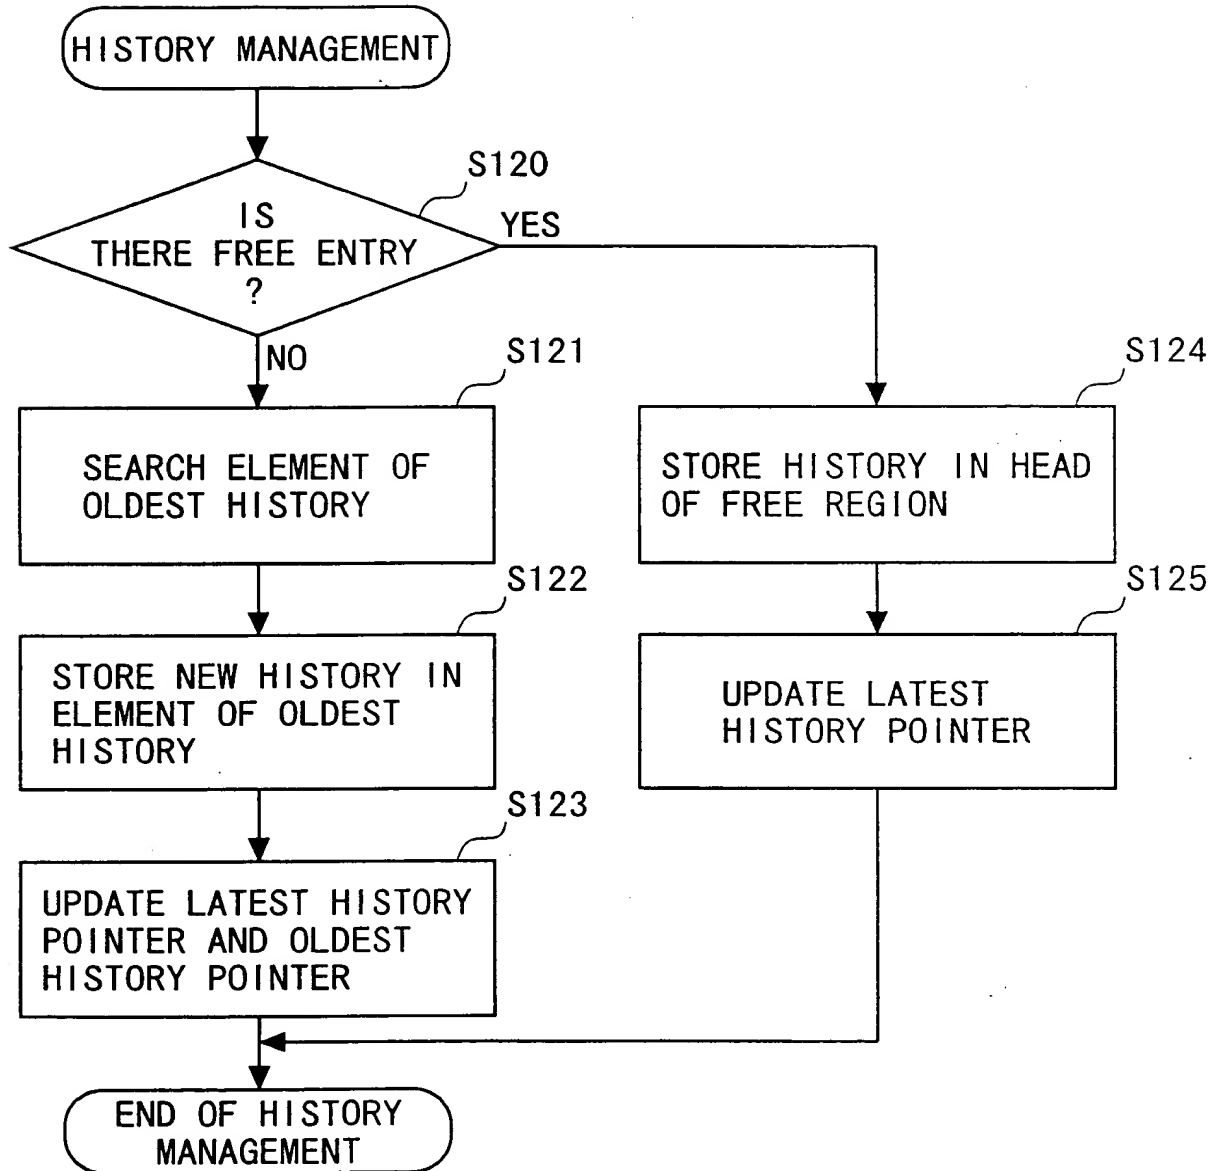 HISTORY MANAGEMENT
S120
IS
THERE FREE ENTRY
?
YES
NO
S121
SEARCH ELEMENT OF
OLDEST HISTORY
S122
STORE NEW HISTORY IN
ELEMENT OF OLDEST
HISTORY
S123
UPDATE LATEST HISTORY
POINTER AND OLDEST
HISTORY POINTER
S124
STORE HISTORY IN HEAD
OF FREE REGION
S125
UPDATE LATEST
HISTORY POINTER
END OF HISTORY
MANAGEMENT